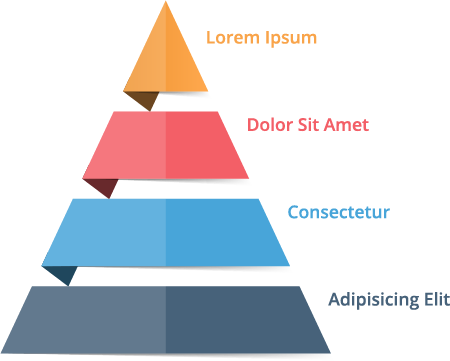 Lorem Ipsum
Dolor Sit Amet
Consectetur
Adipisicing Elit